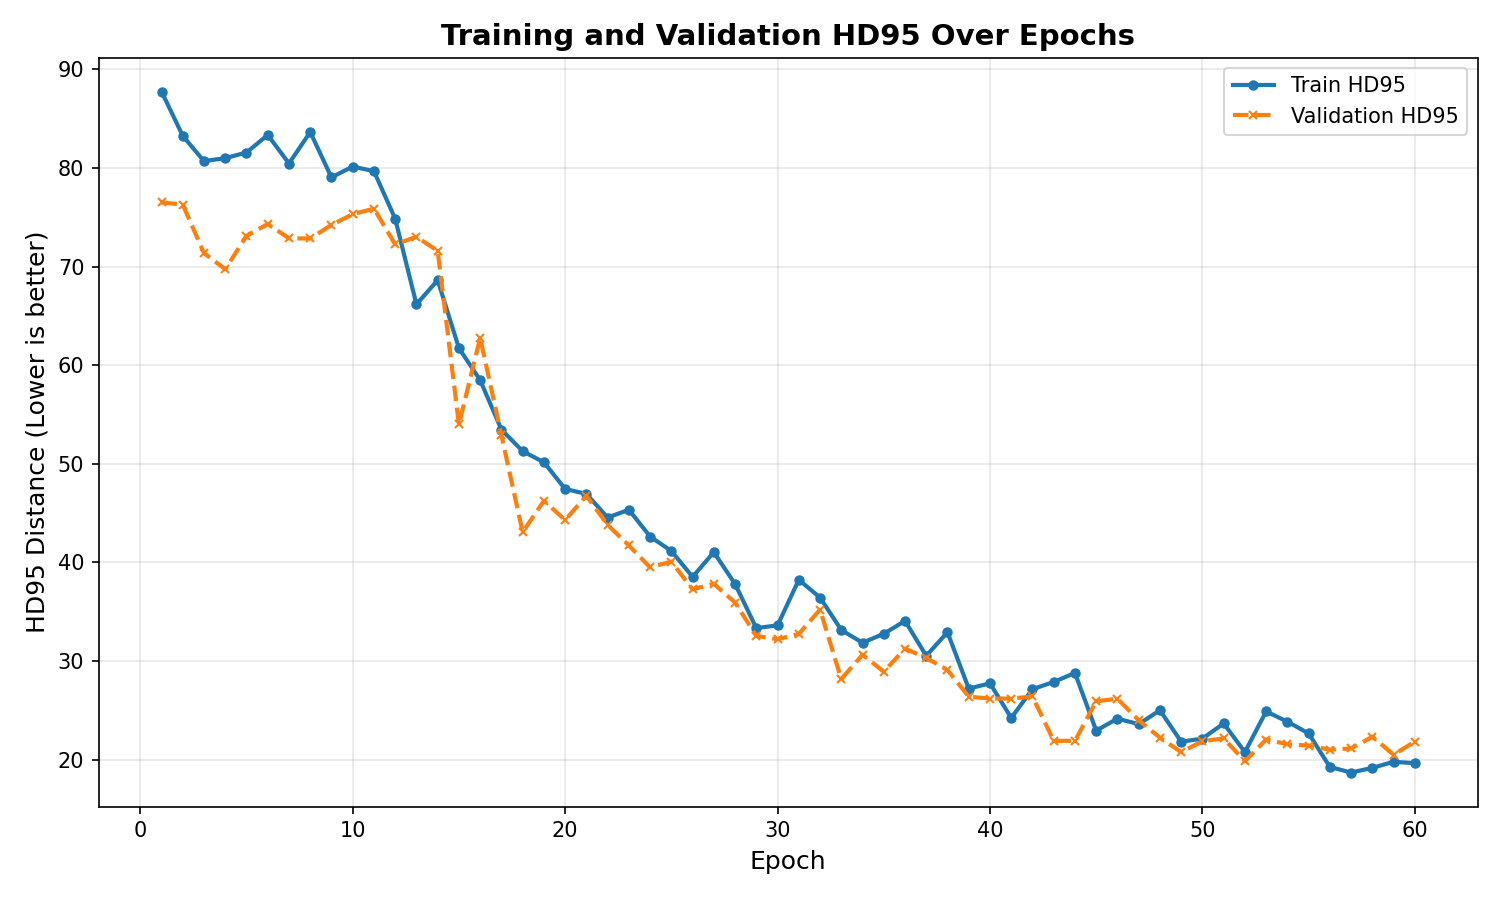 Training and Validation HD95 Over Epochs
Train HD95
Validation HD95
HD95 Distance (Lower is better)
90
80
70
60
50
40
30
20
0 10 20 30 40 50 60
Epoch